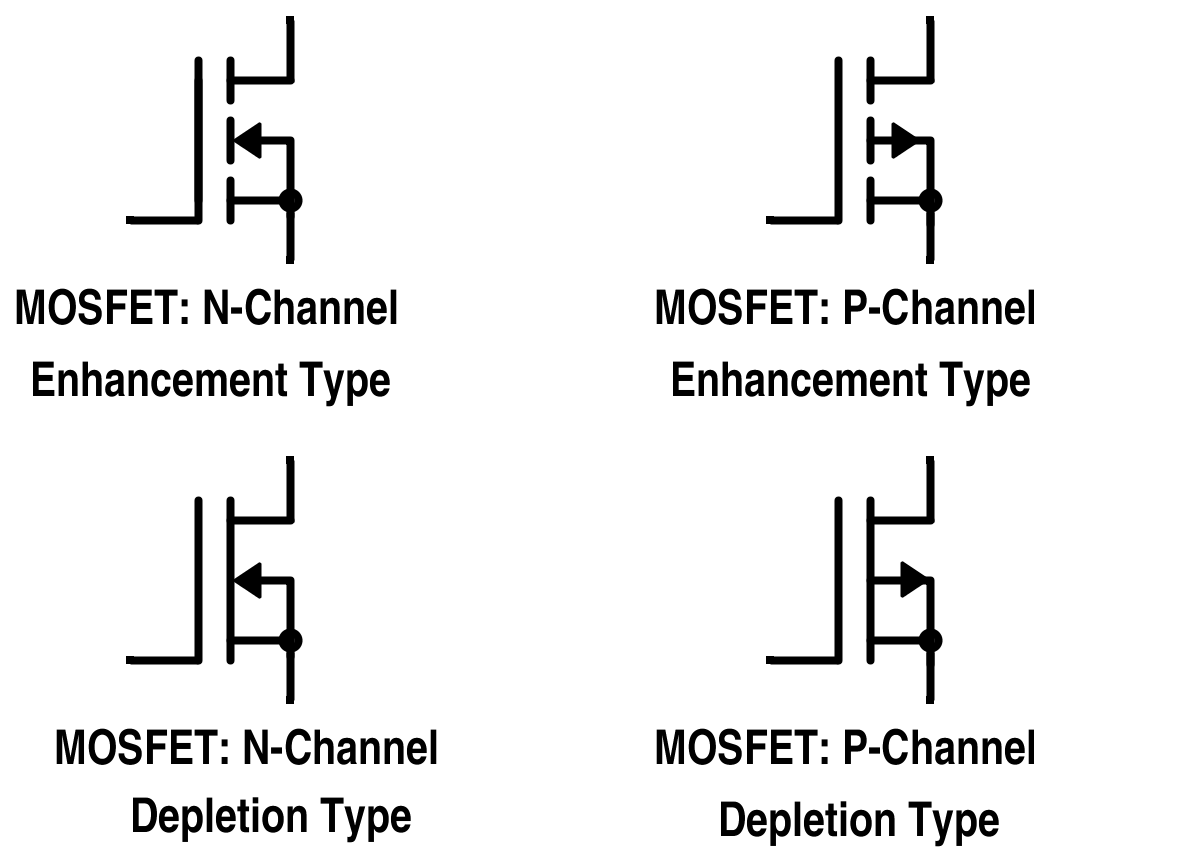 MOSFET: N-Channel
Enhancement Type
MOSFET: P-Channel
Enhancement Type
MOSFET: N-Channel
Depletion Type
MOSFET: P-Channel
Depletion Type